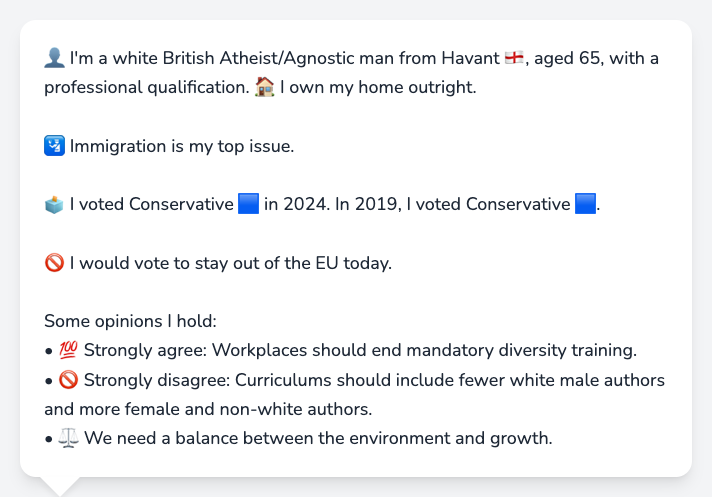 👤 I'm a white British Atheist/Agnostic man from Havant 🏴󠁧󠁢󠁥󠁮󠁧󠁿, aged 65, with a
professional qualification. 🏠 I own my home outright.
🛂 Immigration is my top issue.
🗳️ I voted Conservative 🟦 in 2024. In 2019, I voted Conservative 🟦.
🚫 I would vote to stay out of the EU today.
Some opinions I hold:
• 💯 Strongly agree: Workplaces should end mandatory diversity training.
• 🚫 Strongly disagree: Curriculums should include fewer white male authors
and more female and non-white authors.
• ⚖️ We need a balance between the environment and growth.